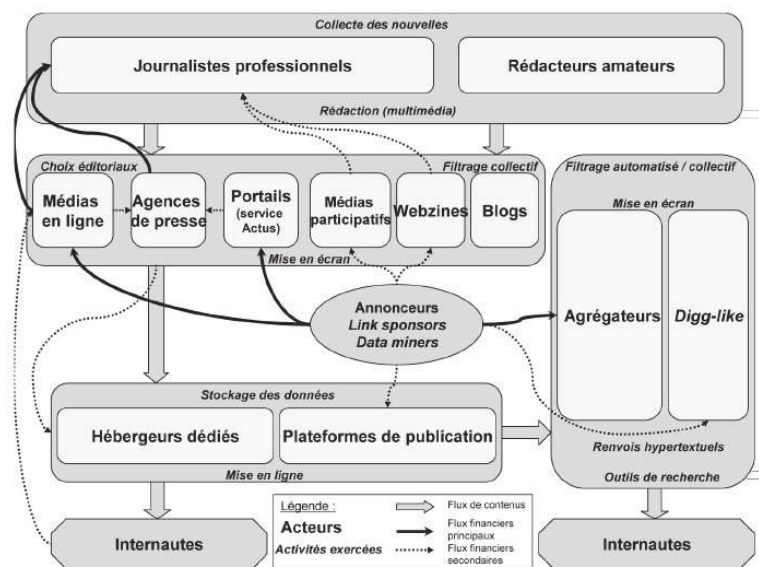 Collecte des nouvelles
Journalistes professionnels
Rédacteurs amateurs
Rédaction (multimédia)
Choix éditoriaux
Filtrage collectif
Médias
en ligne
Agences
de presse
Portails
(service
Actus)
Médias
participatifs
Webzines
Blogs
Mise en écran
Filtrage automatisé / collectif
Mise en écran
Agrégateurs
Digg-like
Renvois hypertextuels
Outils de recherche
Annonceurs
Link sponsors
Data miners
Stockage des données
Hébergeurs dédiés
Plateformes de publication
Mise en ligne
Internautes
Légende :
Acteurs
Activités exercées
Flux de contenus
Flux financiers
principaux
Flux financiers
secondaires
Internautes